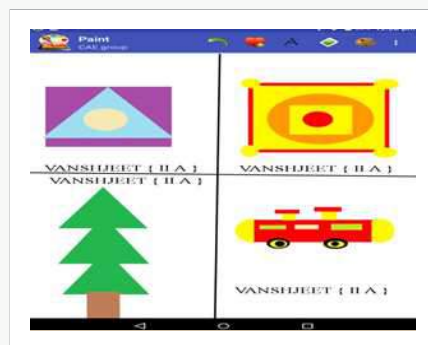 Paint
CAE group
VANSHJEET { II A }
VANSHJEET { II A }
VANSHJEET { II A }
VANSHJEET { II A }